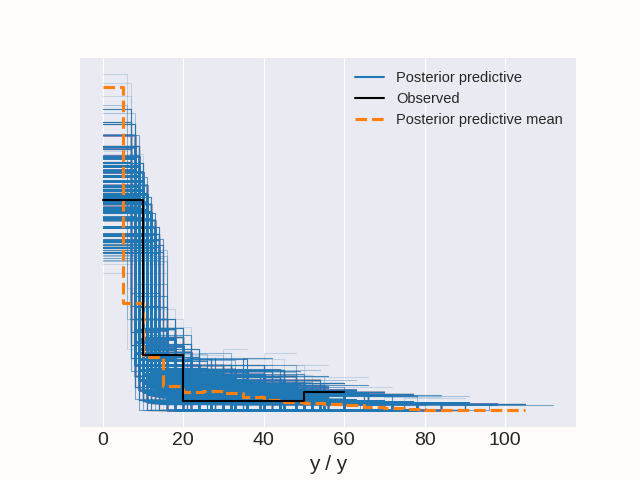 Posterior predictive
Observed
Posterior predictive mean
0 20 40 60 80 100
y / y